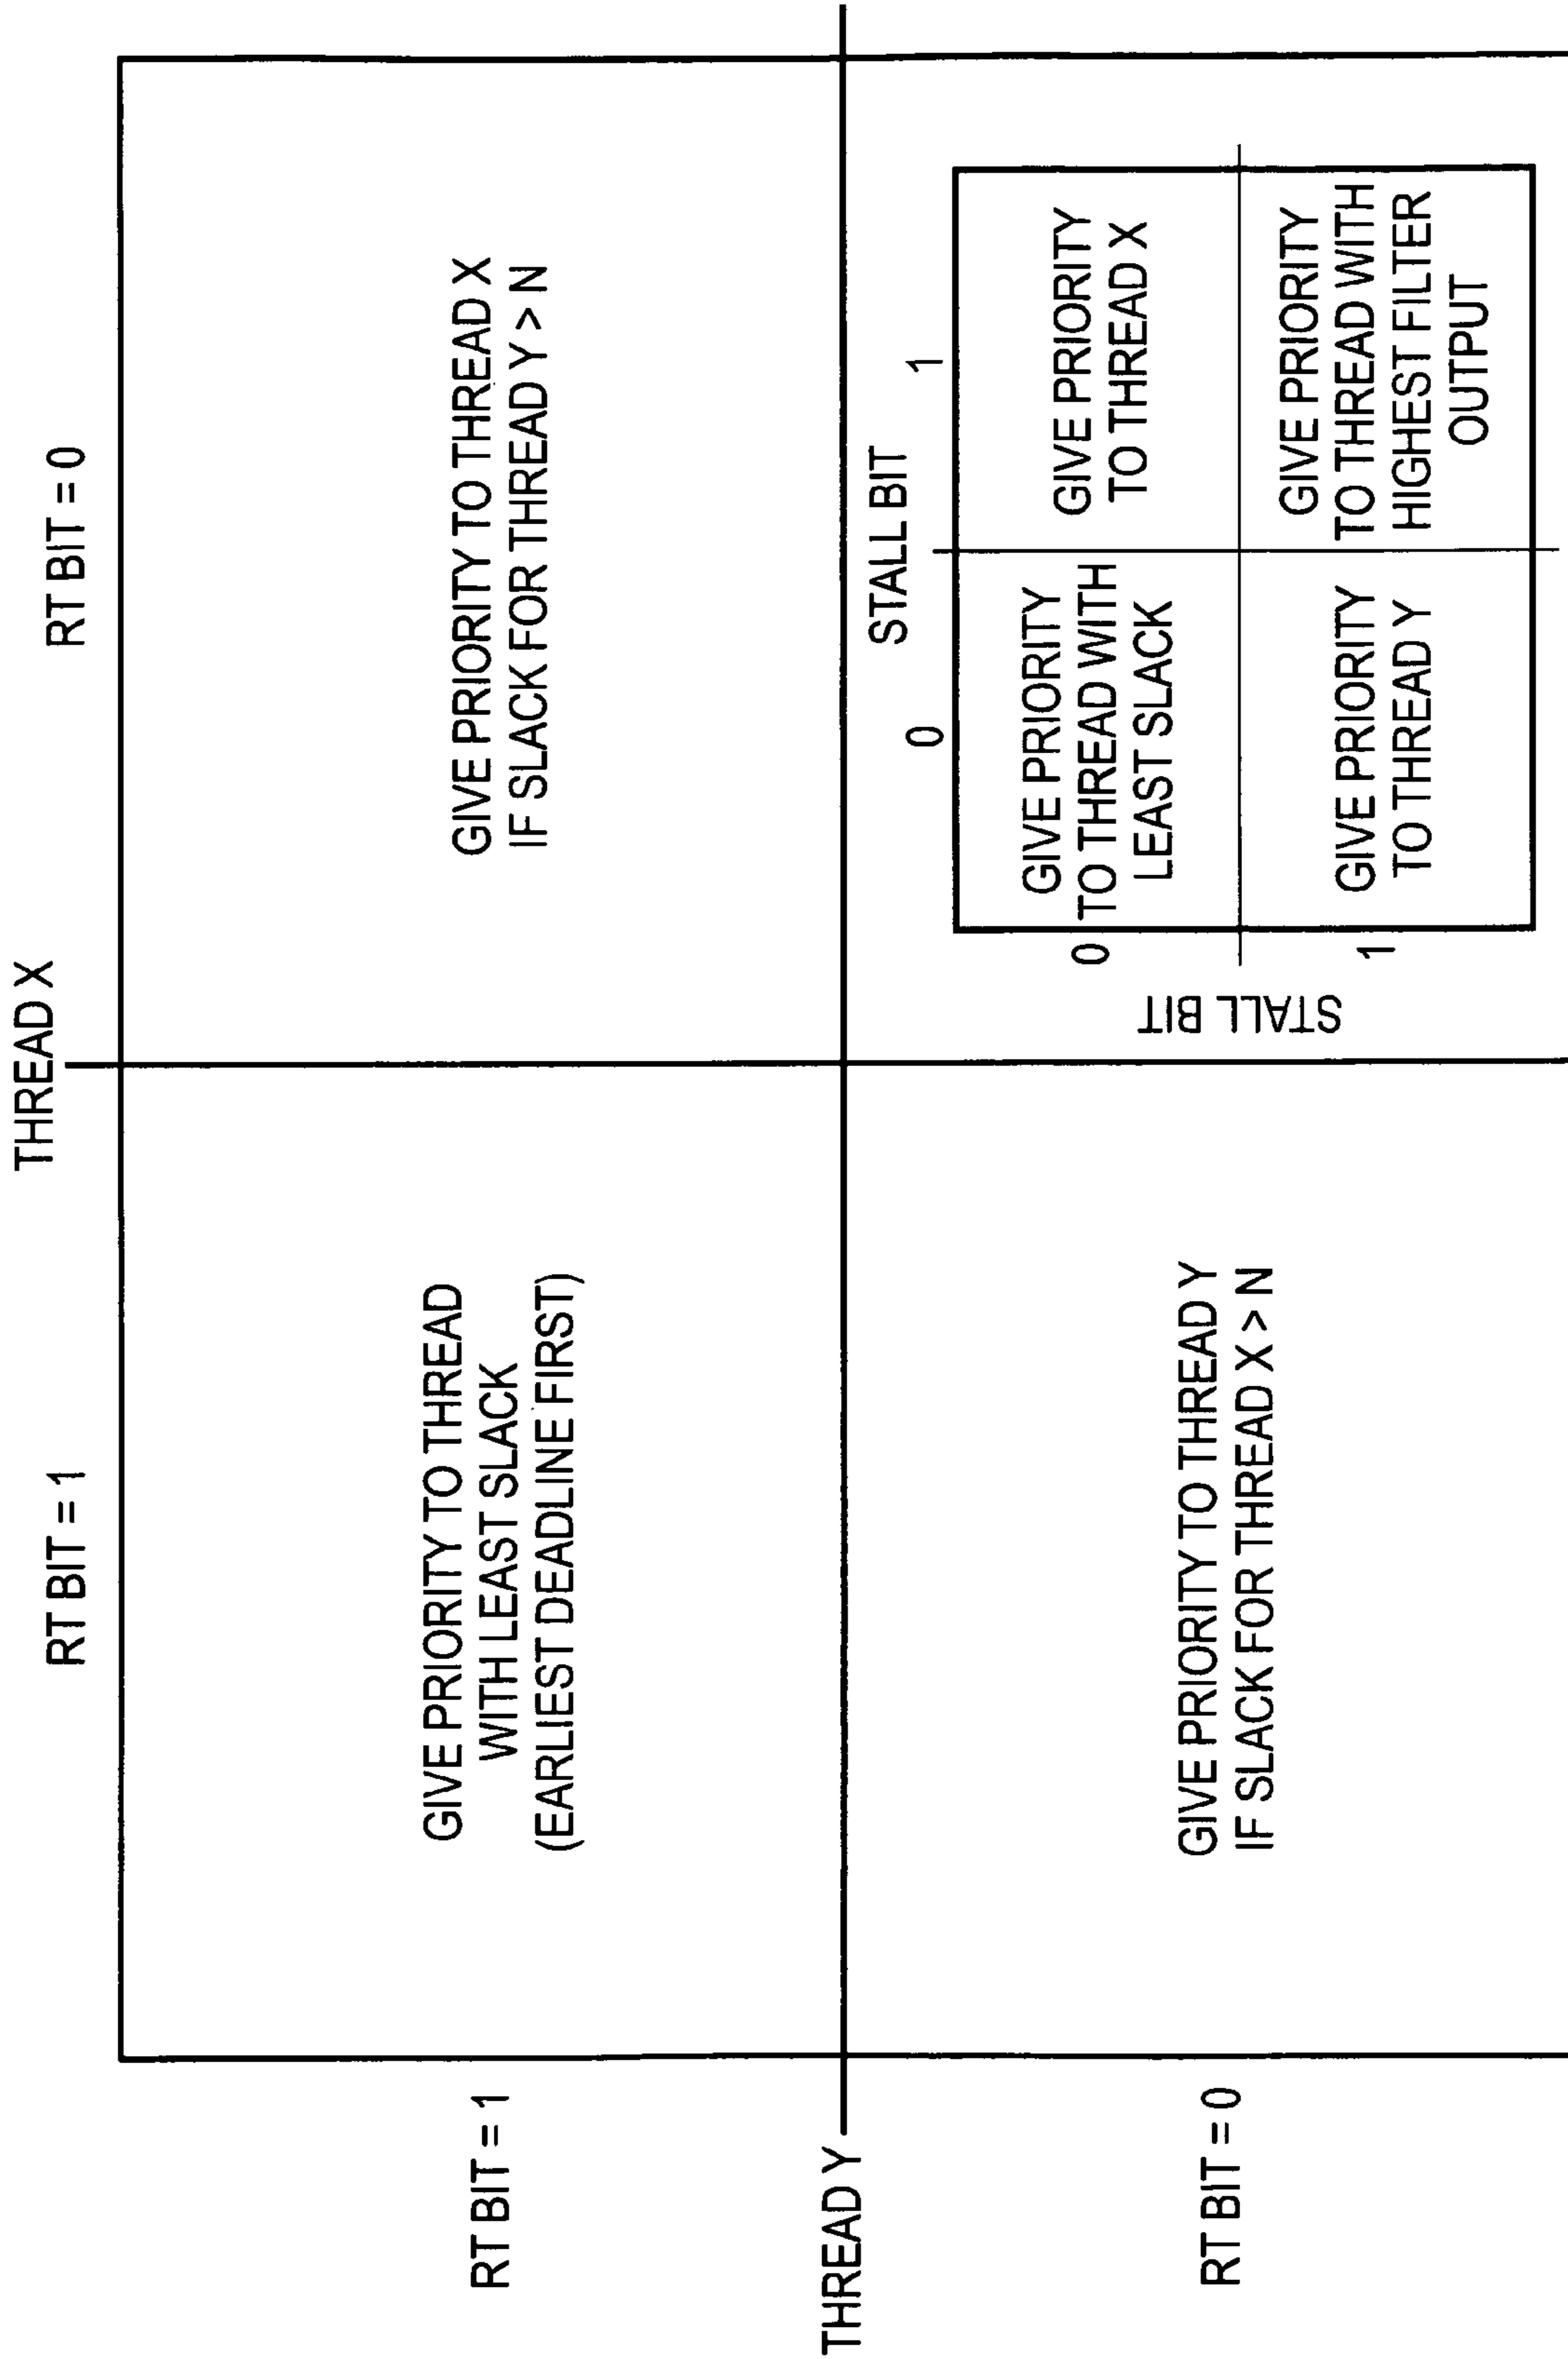 THREAD X
RT BIT = 1
RT BIT = 0
RT BIT = 1
GIVE PRIORITY TO THREAD
WITH LEAST SLACK
(EARLIEST DEADLINE FIRST)
GIVE PRIORITY TO THREAD X
IF SLACK FOR THREAD Y > N
THREAD Y
RT BIT = 0
GIVE PRIORITY TO THREAD Y
IF SLACK FOR THREAD X > N
STALL BIT
0
1
STALL BIT
0
GIVE PRIORITY
TO THREAD WITH
LEAST SLACK
GIVE PRIORITY
TO THREAD X
1
GIVE PRIORITY
TO THREAD Y
GIVE PRIORITY
TO THREAD WITH
HIGHEST FILTER
OUTPUT